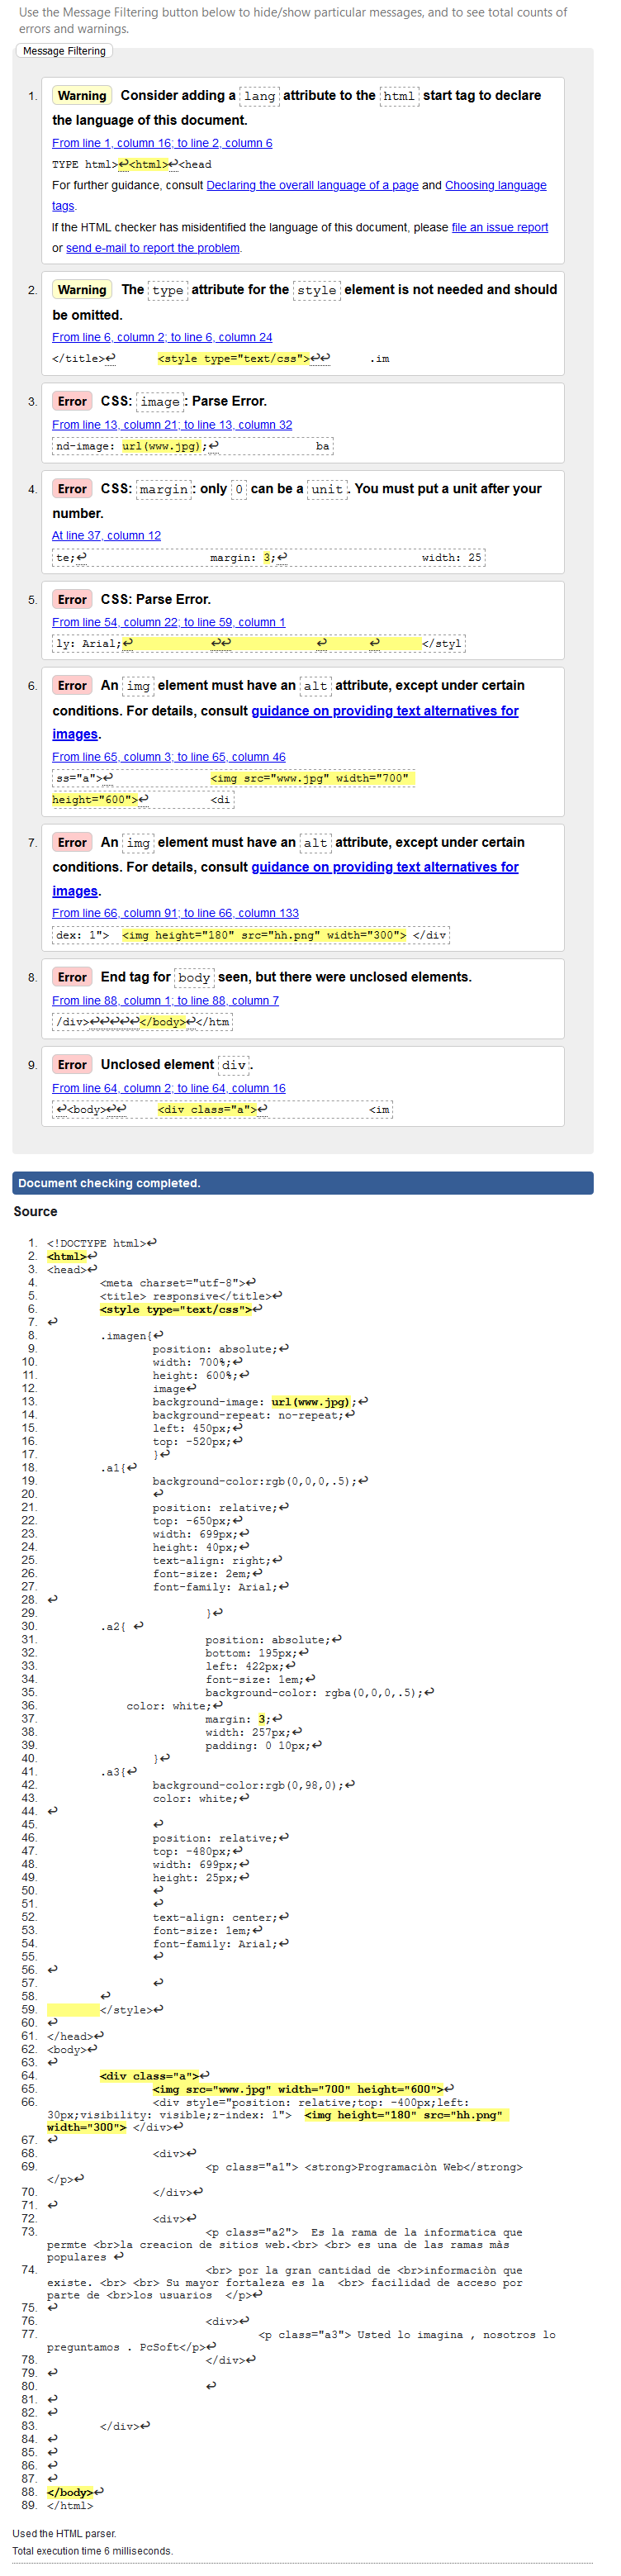 Use the Message Filtering button below to hide/show particular messages, and to see total counts of
errors and warnings.
Message Filtering
1. Warning Consider adding a lang attribute to the html start tag to declare
the language of this document.
From line 1, column 16; to line 2, column 6
TYPE html>↩<html>↩<head
For further guidance, consult Declaring the overall language of a page and Choosing language
tags.
If the HTML checker has misidentified the language of this document, please file an issue report
or send e-mail to report the problem.
2. Warning The type attribute for the style element is not needed and should
be omitted.
From line 6, column 2; to line 6, column 24
</title>↩ <style type="text/css">↩↩ .im
3. Error CSS: image: Parse Error.
From line 13, column 21; to line 13, column 32
nd-image: url(www.jpg);↩ ba
4. Error CSS: margin: only 0 can be a unit. You must put a unit after your
number.
At line 37, column 12
te;↩ margin: 3;↩ width: 25
5. Error CSS: Parse Error.
From line 54, column 22; to line 59, column 1
ly: Arial;↩ ↩↩ ↩ ↩ </styl
6. Error An img element must have an alt attribute, except under certain
conditions. For details, consult guidance on providing text alternatives for
images.
From line 65, column 3; to line 65, column 46
ss="a">↩ <img src="www.jpg" width="700"
height="600">↩ <di
7. Error An img element must have an alt attribute, except under certain
conditions. For details, consult guidance on providing text alternatives for
images.
From line 66, column 91; to line 66, column 133
dex: 1"> <img height="180" src="hh.png" width="300"> </div
8. Error End tag for body seen, but there were unclosed elements.
From line 88, column 1; to line 88, column 7
/div>↩↩↩↩↩</body>↩</htm
9. Error Unclosed element div.
From line 64, column 2; to line 64, column 16
↩<body>↩↩ <div class="a">↩ <im
Document checking completed.
Source
1. <!DOCTYPE html>↩
2. <html>↩
3. <head>↩
4. <meta charset="utf-8">↩
5. <title> responsive</title>↩
6. <style type="text/css">↩
7. ↩
8. .imagen{↩
9. position: absolute;↩
10. width: 700%;↩
11. height: 600%;↩
12. image↩
13. background-image: url(www.jpg);↩
14. background-repeat: no-repeat;↩
15. left: 450px;↩
16. top: -520px;↩
17. }↩
18. .a1{↩
19. background-color:rgb(0,0,0,.5);↩
20. ↩
21. position: relative;↩
22. top: -650px;↩
23. width: 699px;↩
24. height: 40px;↩
25. text-align: right;↩
26. font-size: 2em;↩
27. font-family: Arial;↩
28. ↩
29. }↩
30. .a2{ ↩
31. position: absolute;↩
32. bottom: 195px;↩
33. left: 422px;↩
34. font-size: 1em;↩
35. background-color: rgba(0,0,0,.5);↩
36. color: white;↩
37. margin: 3;↩
38. width: 257px;↩
39. padding: 0 10px;↩
40. }↩
41. .a3{↩
42. background-color:rgb(0,98,0);↩
43. color: white;↩
44. ↩
45. ↩
46. position: relative;↩
47. top: -480px;↩
48. width: 699px;↩
49. height: 25px;↩
50. ↩
51. ↩
52. text-align: center;↩
53. font-size: 1em;↩
54. font-family: Arial;↩
55. ↩
56. ↩
57. ↩
58. ↩
59. </style>↩
60. ↩
61. </head>↩
62. <body>↩
63. ↩
64. <div class="a">↩
65. <img src="www.jpg" width="700" height="600">↩
66. <div style="position: relative;top: -400px;left:
30px;visibility: visible;z-index: 1"> <img height="180" src="hh.png"
width="300"> </div>↩
67. ↩
68. <div>↩
69. <p class="a1"> <strong>Programaciòn Web</strong>
</p>↩
70. </div>↩
71. ↩
72. <div>↩
73. <p class="a2"> Es la rama de la informatica que
permte <br>la creacion de sitios web.<br> <br> es una de las ramas màs
populares ↩
74. <br> por la gran cantidad de <br>informaciòn que
existe. <br> <br> Su mayor fortaleza es la <br> facilidad de acceso por
parte de <br>los usuarios </p>↩
75. ↩
76. <div>↩
77. <p class="a3"> Usted lo imagina , nosotros lo
preguntamos . PcSoft</p>↩
78. </div>↩
79. ↩
80. ↩
81. ↩
82. ↩
83. </div>↩
84. ↩
85. ↩
86. ↩
87. ↩
88. </body>↩
89. </html>
Used the HTML parser.
Total execution time 6 milliseconds.